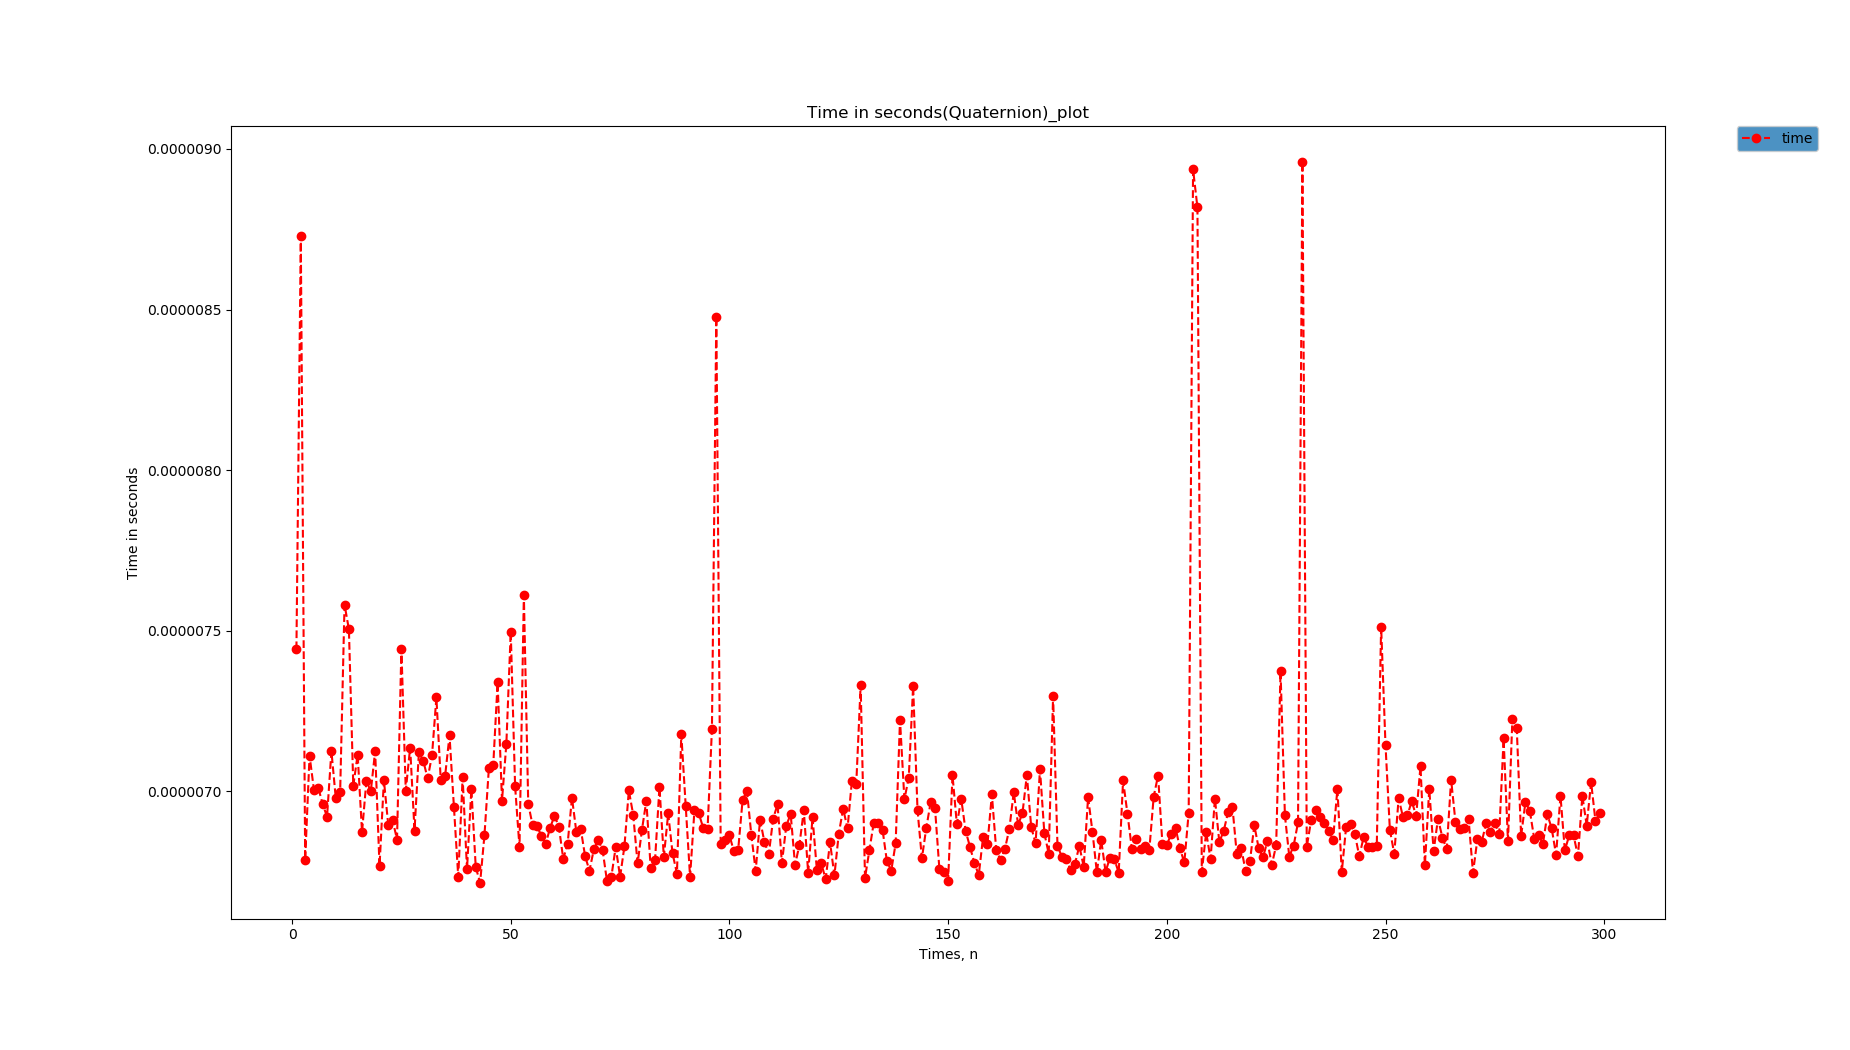 Time in seconds(Quaternion)_plot
time
0.0000090
0.0000085
0.0000080
0.0000075
0.0000070
Time in seconds
0 50 100 150 200 250 300
Times, n